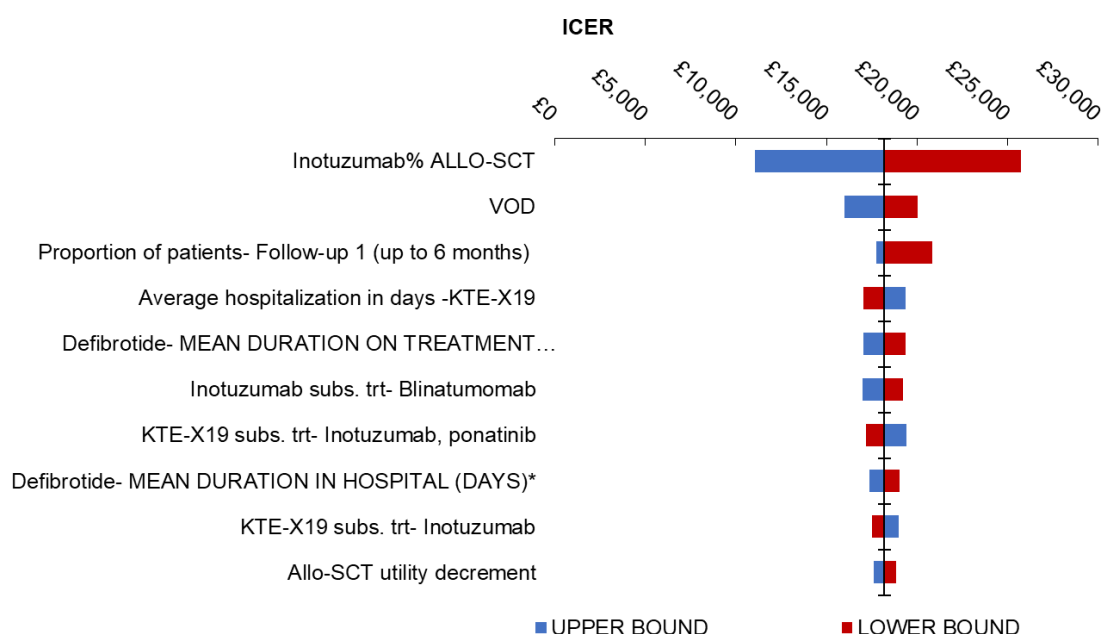 ICER
£0 £5,000 £10,000 £15,000 £20,000 £25,000 £30,000
Inotuzumab% ALLO-SCT
VOD
Proportion of patients- Follow-up 1 (up to 6 months)
Average hospitalization in days -KTE-X19
Defibrotide- MEAN DURATION ON TREATMENT…
Inotuzumab subs. trt- Blinatumomab
KTE-X19 subs. trt- Inotuzumab, ponatinib
Defibrotide- MEAN DURATION IN HOSPITAL (DAYS)*
KTE-X19 subs. trt- Inotuzumab
Allo-SCT utility decrement
UPPER BOUND LOWER BOUND